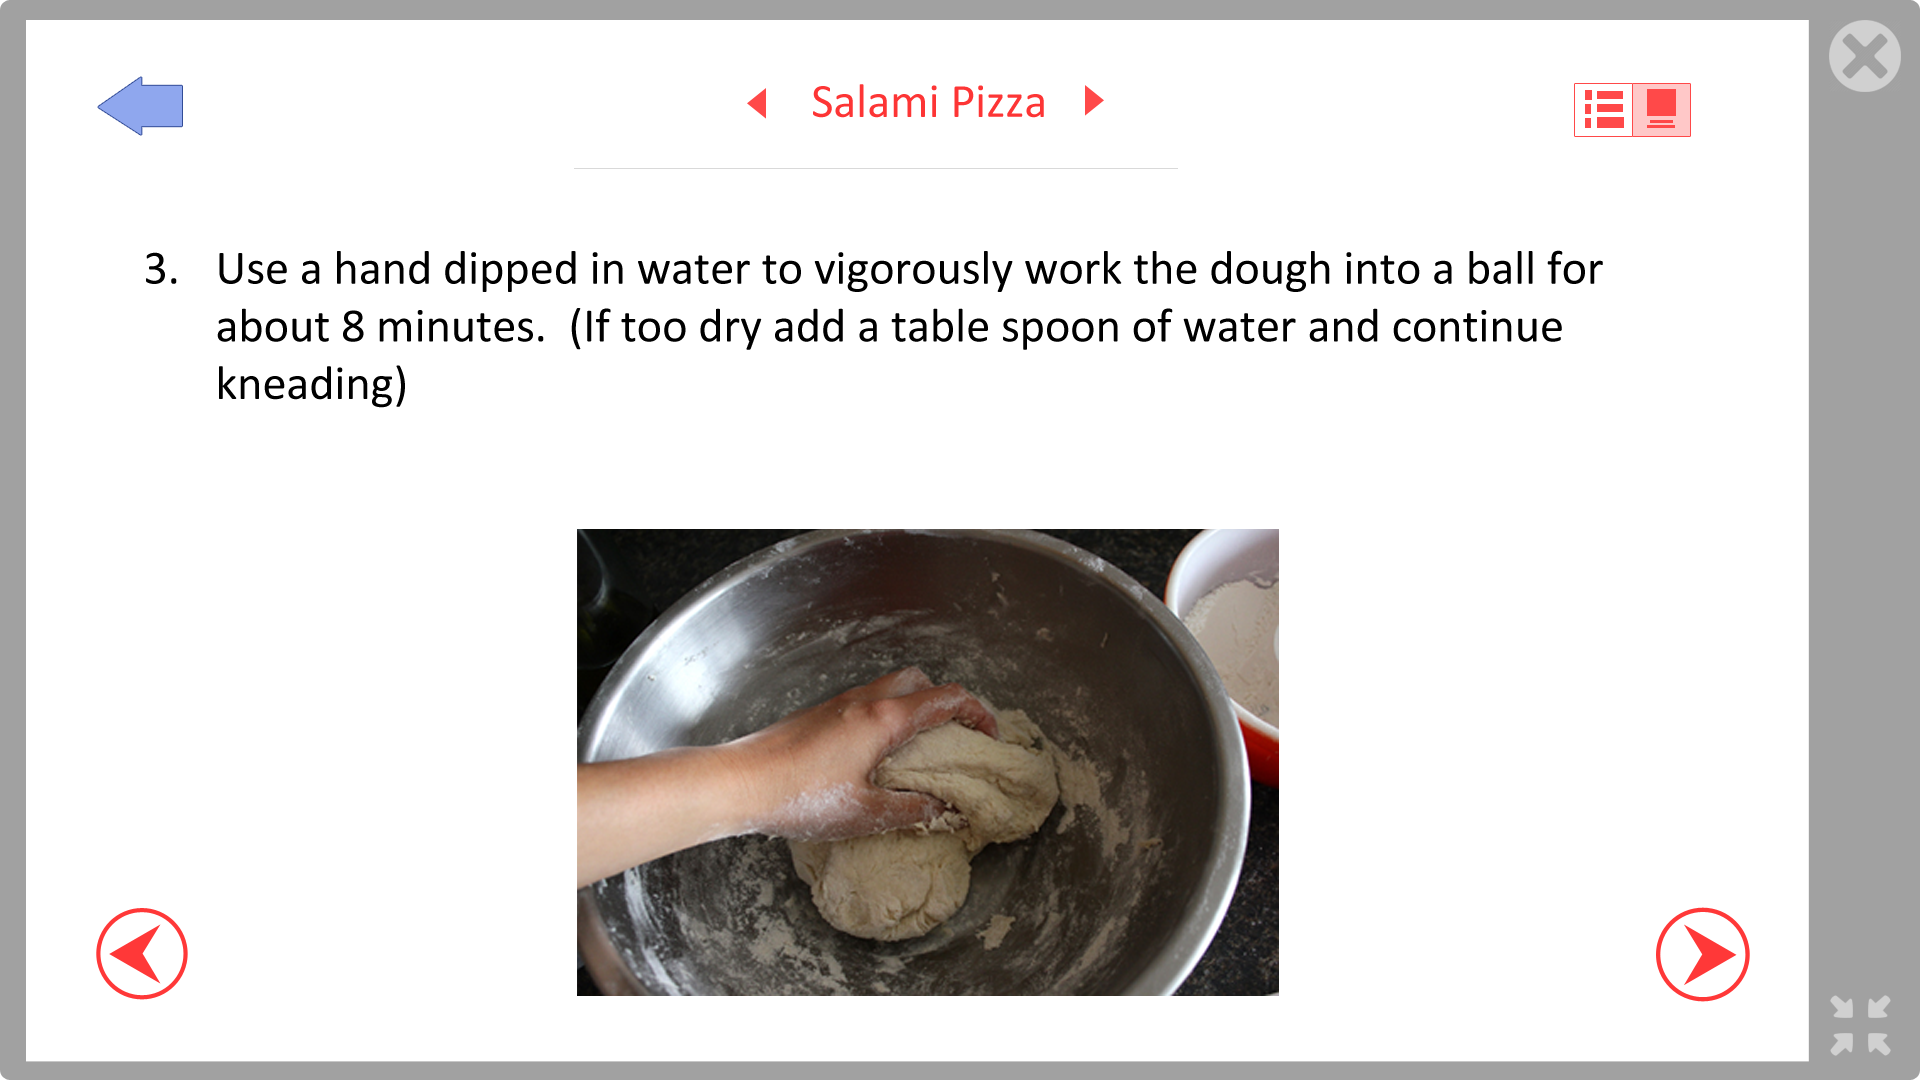 Salami Pizza
3. Use a hand dipped in water to vigorously work the dough into a ball for
about 8 minutes.  (If too dry add a table spoon of water and continue
kneading)